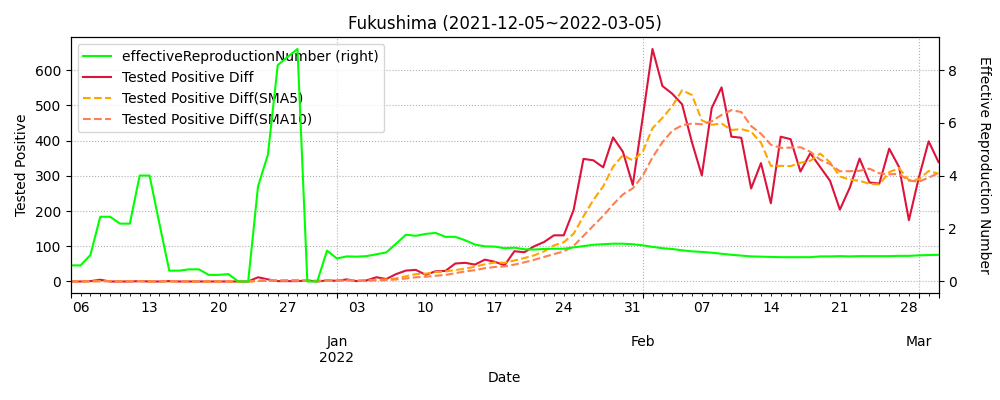 Fukushima (2021-12-05~2022-03-05)
effectiveReproductionNumber (right)
Tested Positive Diff
Tested Positive Diff(SMA5)
Tested Positive Diff(SMA10)
Tested Positive
600
500
400
300
200
100
0
Effective Reproduction Number
8
6
4
2
0
06 13 20 27 03 10 17 24 31 07 14 21 28
Jan Feb Mar
2022
Date